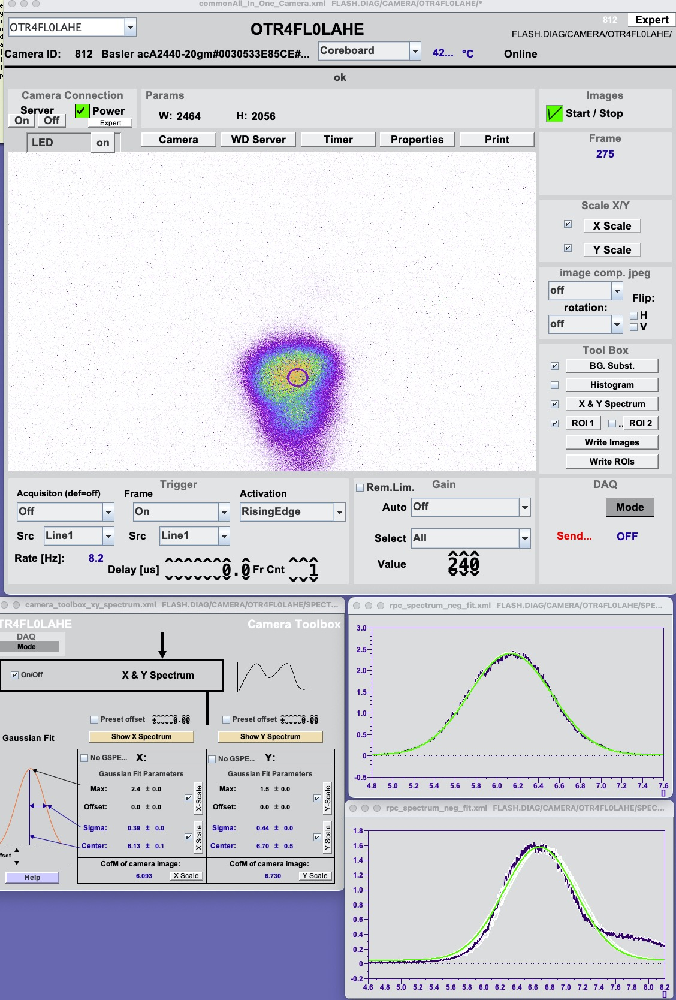 commonAll_In_One_Camera.xml FLASH.DIAG/CAMERA/OTR4FL0LAHE/*
OTR4FL0LAHE
OTR4FL0LAHE
812
Expert
FLASH.DIAG/CAMERA/OTR4FL0LAHE/
Camera ID: 812 Basler acA2440-20gm#0030533E85CE#... Coreboard 42... °C Online
ok
Camera Connection
Server
On Off
Power
Expert
LED on
Params
W: 2464 H: 2056
Camera WD Server Timer Properties Print
Images
Start / Stop
Frame
275
Scale X/Y
X Scale
Y Scale
image comp. jpeg
off
Flip:
rotation:
off
H
V
Tool Box
BG. Subst.
Histogram
X & Y Spectrum
ROI 1 .. ROI 2
Write Images
Write ROIs
Trigger
Acquisiton (def=off) Frame Activation
Off On RisingEdge
Src Line1 Src Line1
Rate [Hz]: 8.2
Delay [us] 0.0 Fr Cnt 1
Rem.Lim. Gain
Auto Off
Select All
Value 240
DAQ
Mode
Send... OFF
camera_toolbox_xy_spectrum.xml FLASH.DIAG/CAMERA/OTR4FL0LAHE/SPECT...
TR4FL0LAHE Camera Toolbox
DAQ
Mode
On/Off X & Y Spectrum
Preset offset ±0.00 Preset offset ±0.00
Gaussian Fit Show X Spectrum Show Y Spectrum
No GSPE... X: No GSPE... Y:
Gaussian Fit Parameters Gaussian Fit Parameters
Max: 2.4 ± 0.0 Max: 1.5 ± 0.0
X-Scale Y-Scale
Offset: 0.0 ± 0.0 Offset: 0.0 ± 0.0
Sigma: 0.39 ± 0.0 Sigma: 0.44 ± 0.0
X Scale Y Scale
Center: 6.13 ± 0.1 Center: 6.70 ± 0.5
fset
CofM of camera image: CofM of camera image:
Help 6.093 X Scale 6.730 Y Scale
rpc_spectrum_neg_fit.xml FLASH.DIAG/CAMERA/OTR4FL0LAHE/SPE...
3.0
2.5
2.0
1.5
1.0
0.5
0
-0.5
4.8 5.0 5.2 5.4 5.6 5.8 6.0 6.2 6.4 6.6 6.8 7.0 7.2 7.4 7.6
[]
rpc_spectrum_neg_fit.xml FLASH.DIAG/CAMERA/OTR4FL0LAHE/SPEC...
1.8
1.6
1.4
1.2
1.0
0.8
0.6
0.4
0.2
0
-0.2
4.6 4.8 5.0 5.2 5.4 5.6 5.8 6.0 6.2 6.4 6.6 6.8 7.0 7.2 7.4 7.6 7.8 8.0 8.2
[]